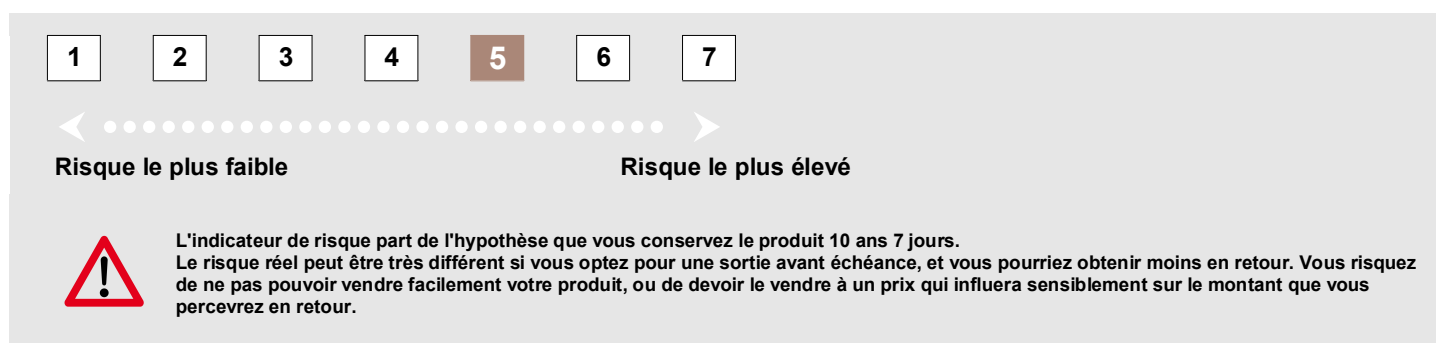 1 2 3 4 5 6 7
Risque le plus faible Risque le plus élevé
L'indicateur de risque part de l'hypothèse que vous conservez le produit 10 ans 7 jours.
Le risque réel peut être très différent si vous optez pour une sortie avant échéance, et vous pourriez obtenir moins en retour. Vous risquez
de ne pas pouvoir vendre facilement votre produit, ou de devoir le vendre à un prix qui influera sensiblement sur le montant que vous
percevrez en retour.